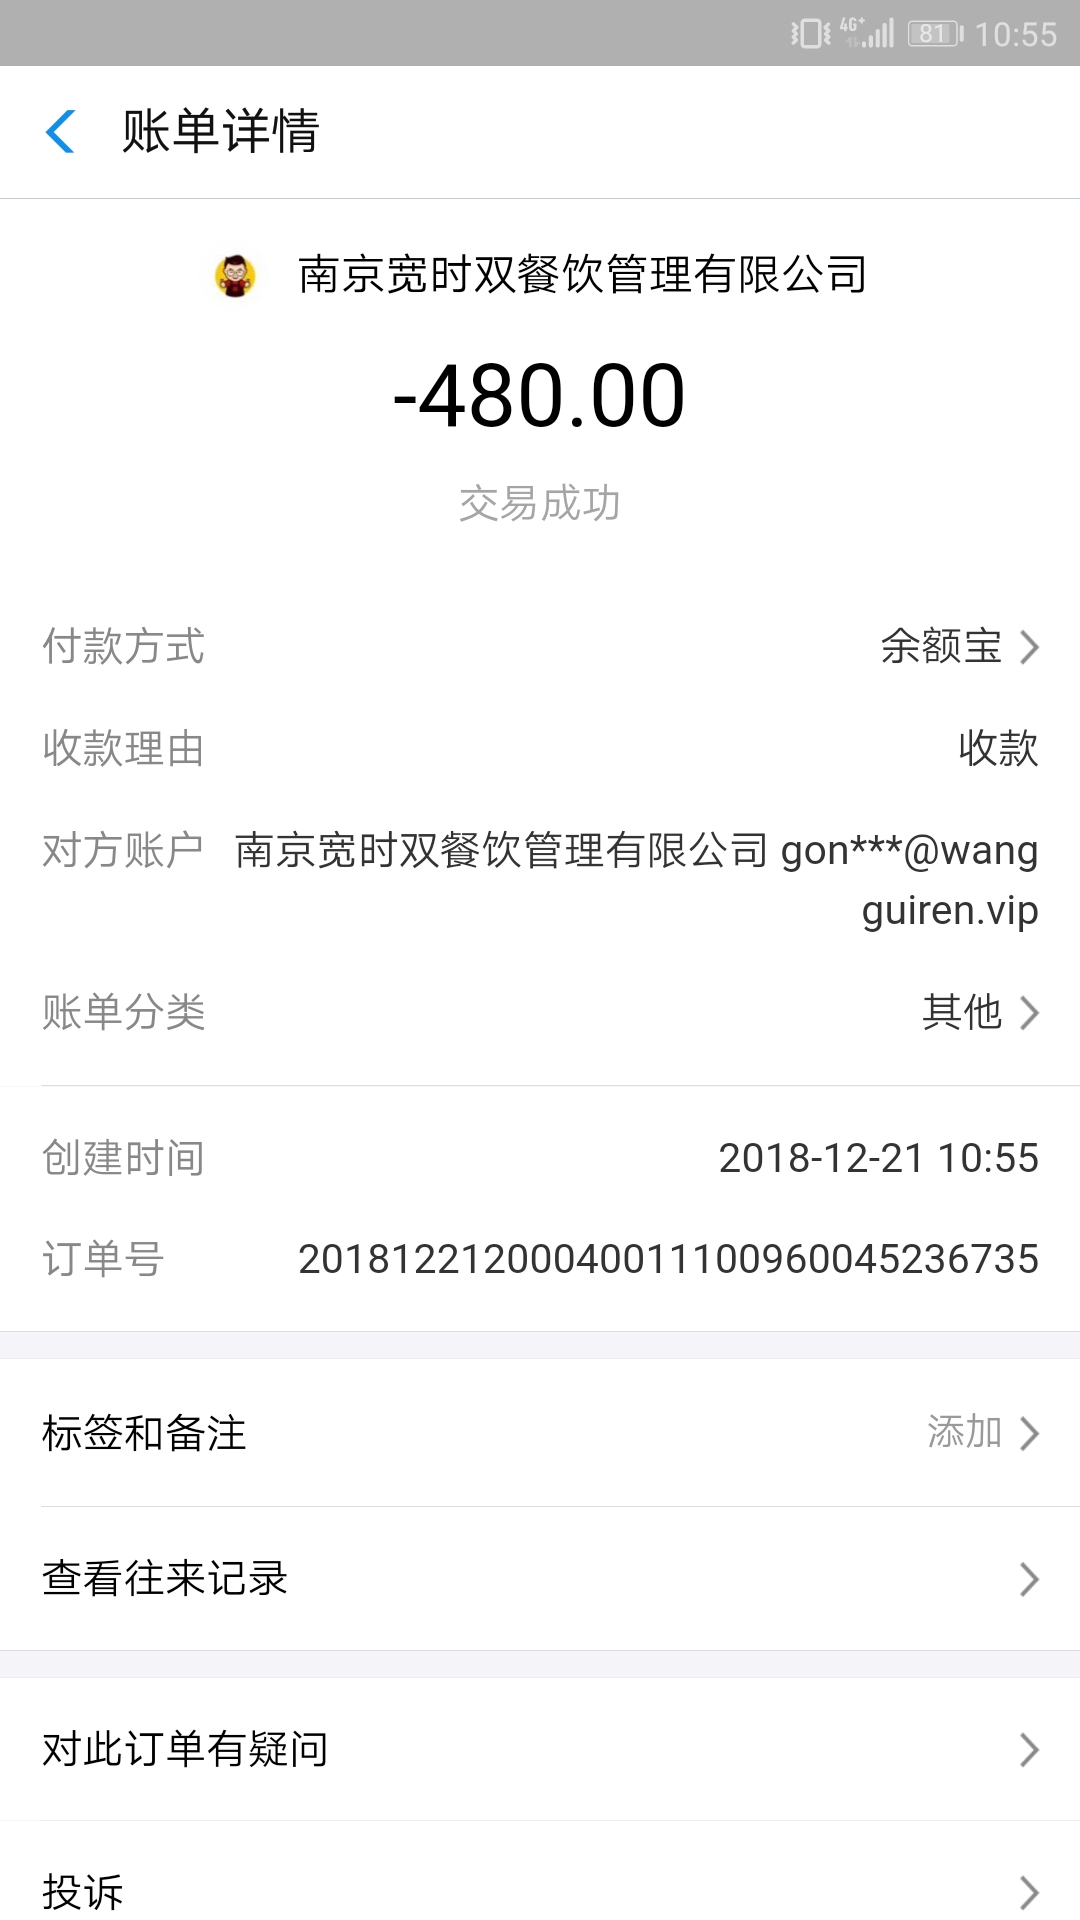 4G+ 81 10:55
账单详情
南京宽时双餐饮管理有限公司
-480.00
交易成功
付款方式 余额宝
收款理由 收款
对方账户 南京宽时双餐饮管理有限公司 gon***@wang
guiren.vip
账单分类 其他
创建时间 2018-12-21 10:55
订单号 20181221200040011100960045236735
标签和备注 添加
查看往来记录
对此订单有疑问
投诉